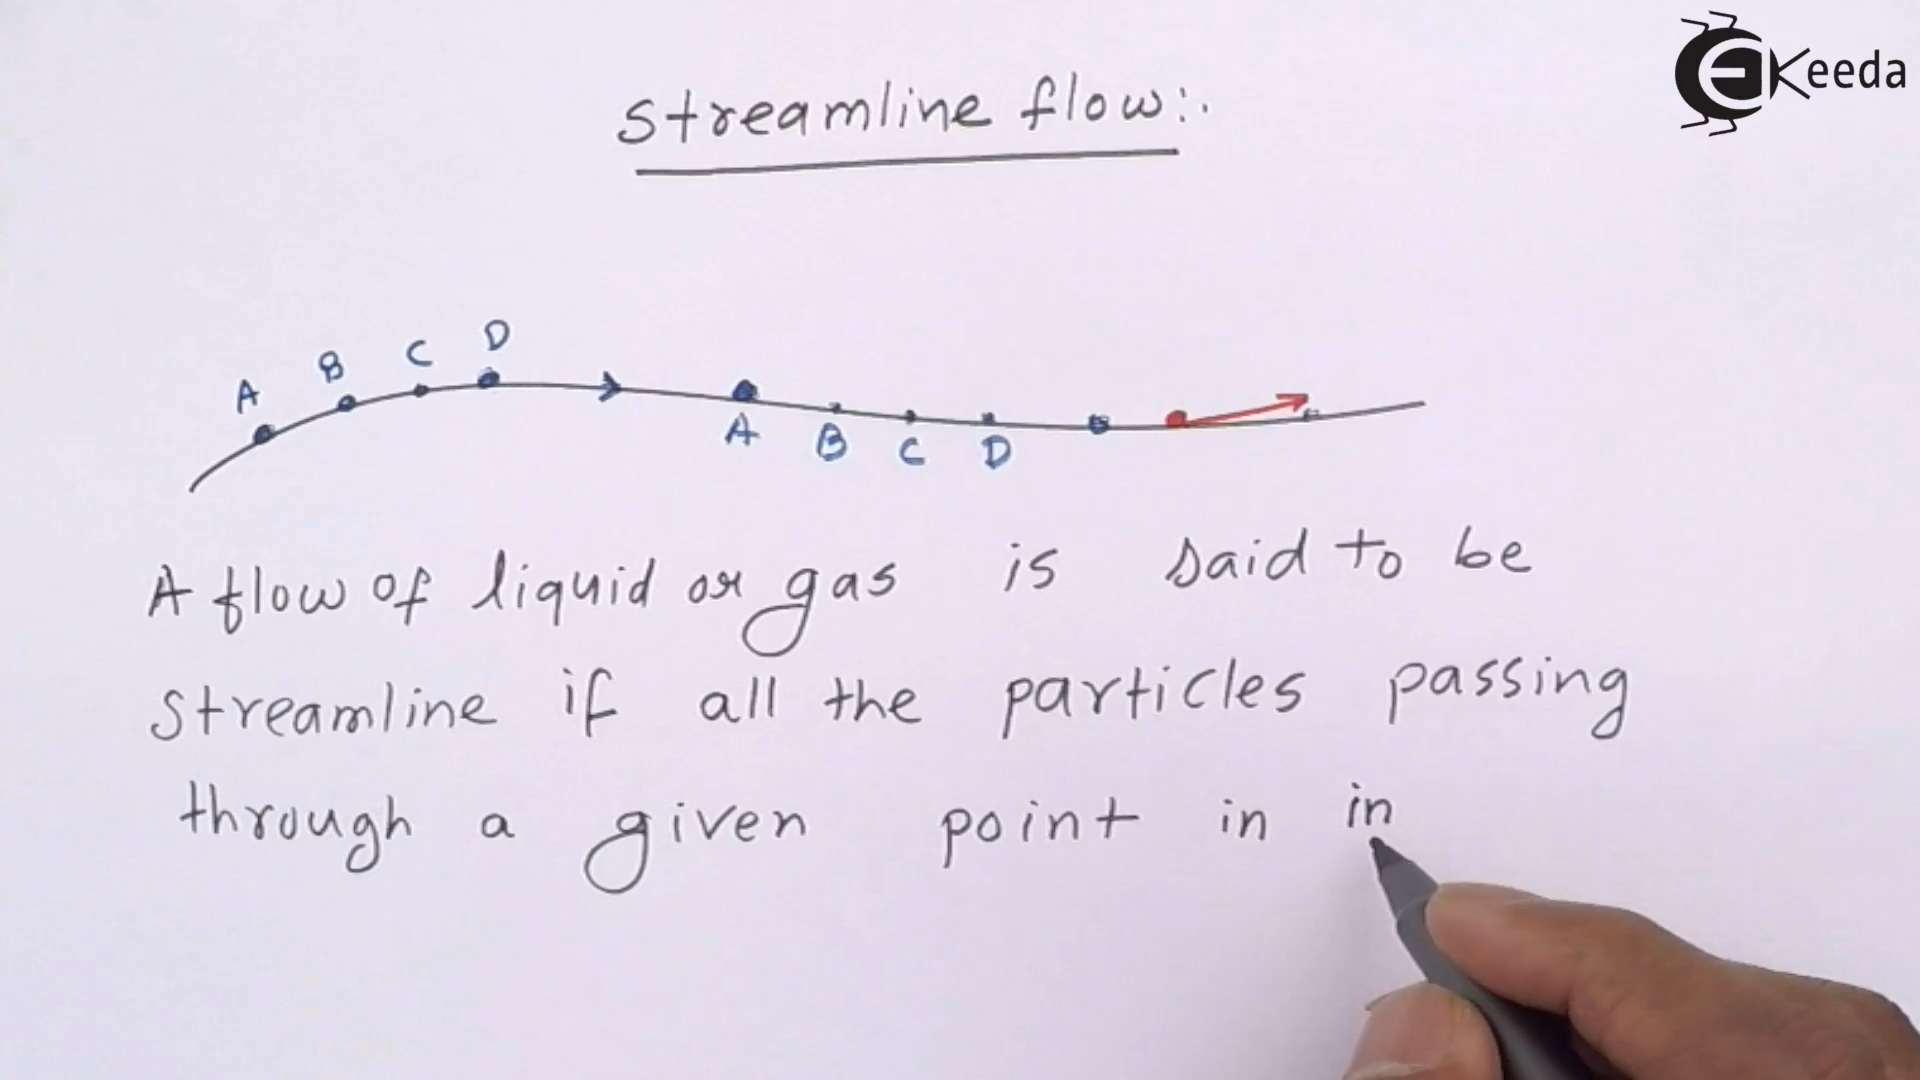 EKeeda
streamline flow:.
A B C D
A B C D
A flow of liquid or gas is said to be
streamline if all the particles passing
through a given point in in